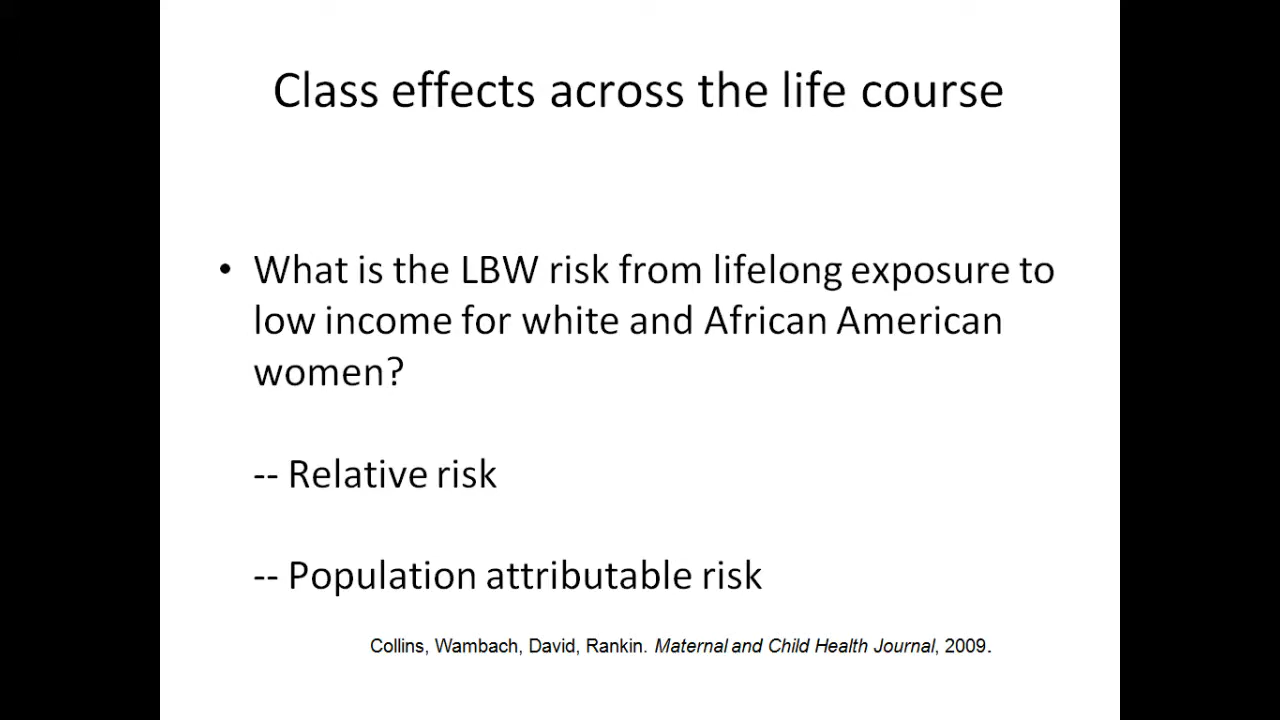 Class effects across the life course
• What is the LBW risk from lifelong exposure to
low income for white and African American
women?
-- Relative risk
-- Population attributable risk
Collins, Wambach, David, Rankin. Maternal and Child Health Journal, 2009.